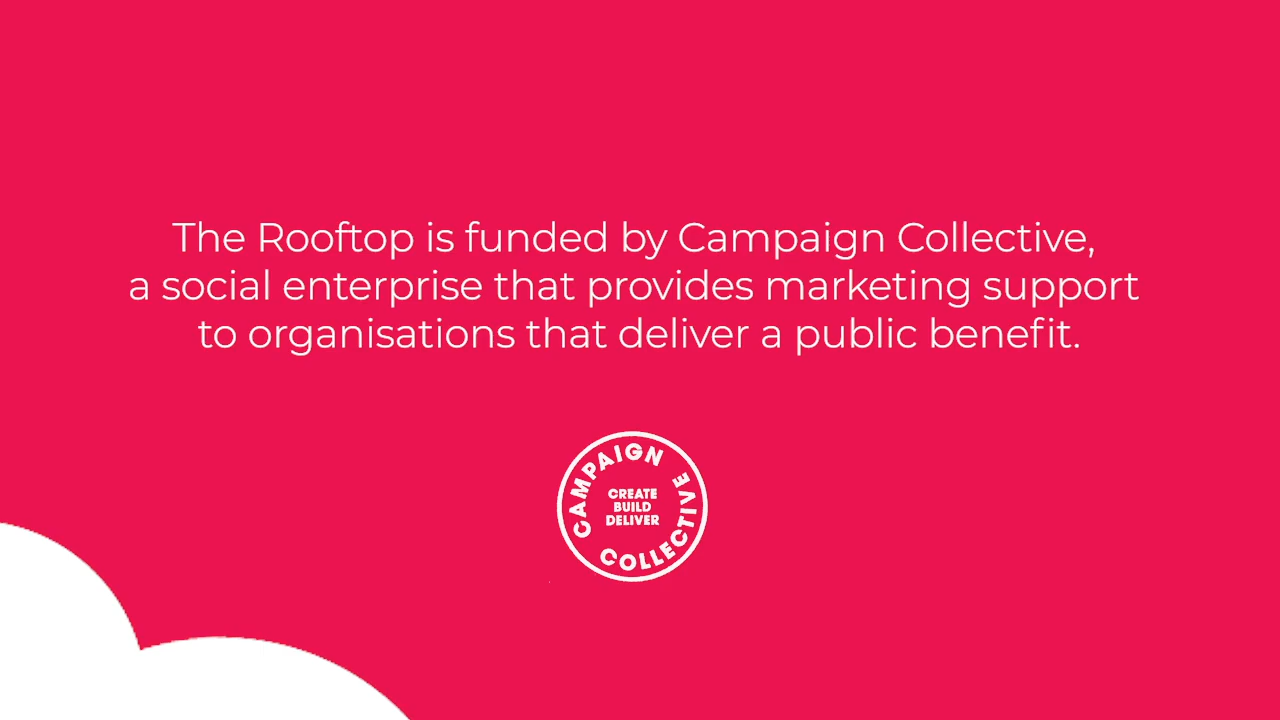 The Rooftop is funded by Campaign Collective,
a social enterprise that provides marketing support
to organisations that deliver a public benefit.
CAMPAIGN COLLECTIVE
CREATE
BUILD
DELIVER